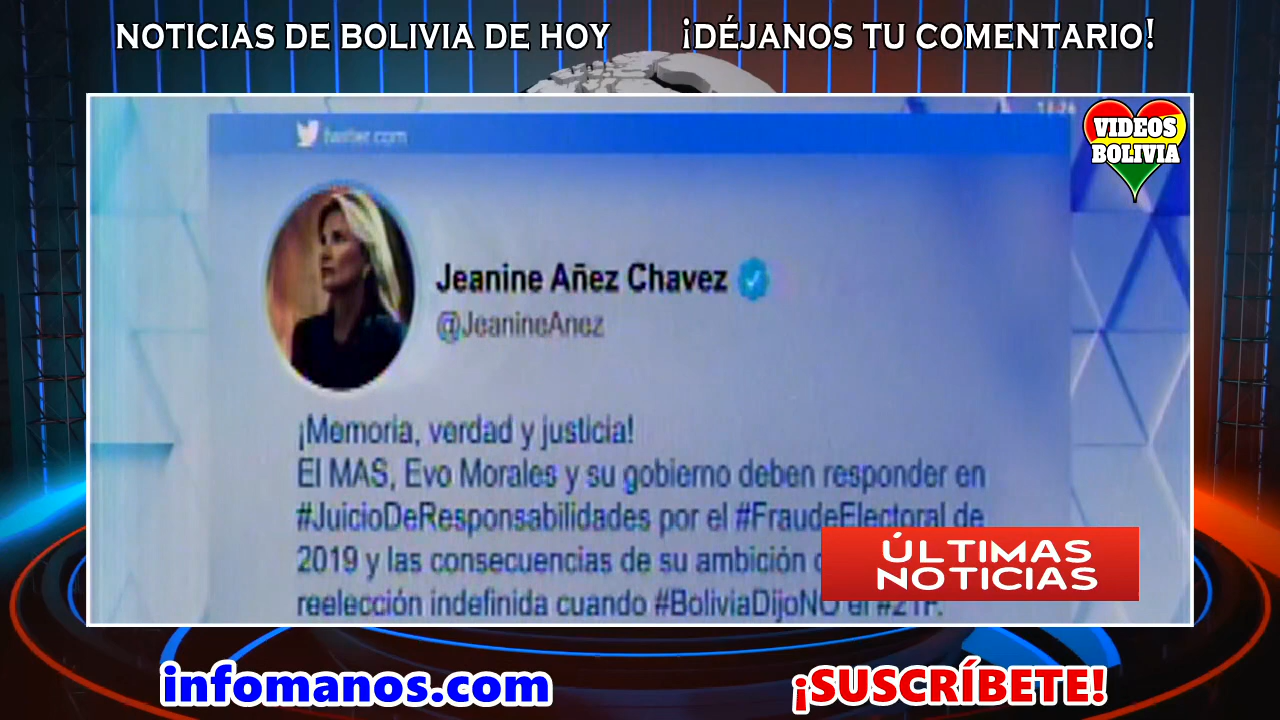 NOTICIAS DE BOLIVIA DE HOY
¡DÉJANOS TU COMENTARIO!
VIDEOS
BOLIVIA
twitter.com
Jeanine Añez Chavez
@JeanineAnez
¡Memoria, verdad y justicia!
El MAS, Evo Morales y su gobierno deben responder en
#JuicioDeResponsabilidades por el #FraudeElectoral de
2019 y las consecuencias de su ambición
reelección indefinida cuando #BoliviaDijoNO el #21F.
ÚLTIMAS
NOTICIAS
infomanos.com
¡SUSCRÍBETE!